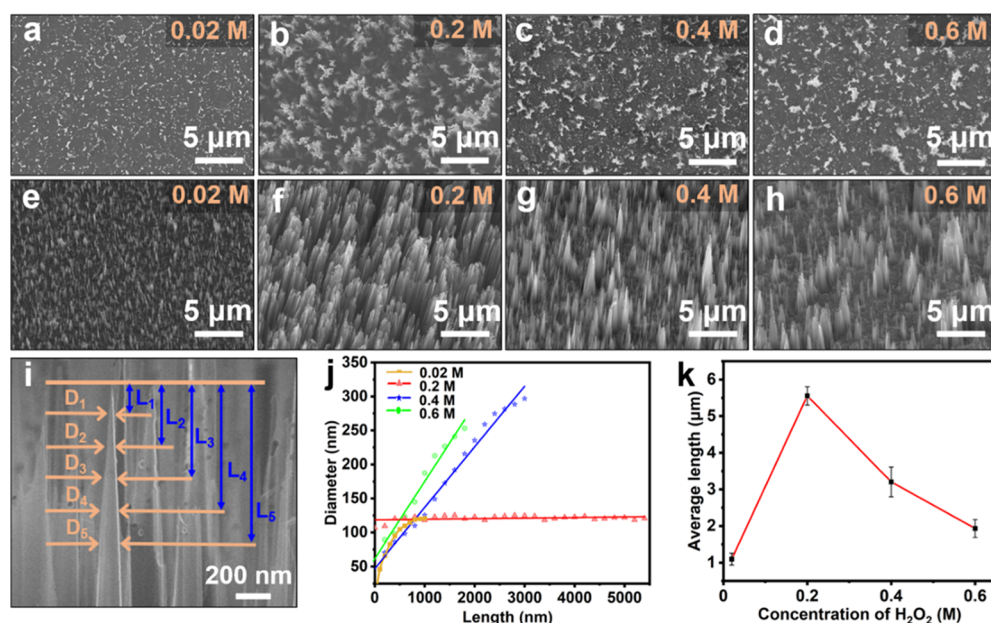 a
0.02 M
5 µm
b
0.2 M
5 µm
c
0.4 M
5 µm
d
0.6 M
5 µm
e
0.02 M
5 µm
f
0.2 M
5 µm
g
0.4 M
5 µm
h
0.6 M
5 µm
i
D₁
D₂
D₃
D₄
D₅
L₁
L₂
L₃
L₄
L₅
200 nm
j
0.02 M
0.2 M
0.4 M
0.6 M
Diameter (nm)
350
300
250
200
150
100
50
0 1000 2000 3000 4000 5000
Length (nm)
k
Average length (µm)
6
5
4
3
2
1
0.0 0.2 0.4 0.6
Concentration of H₂O₂ (M)